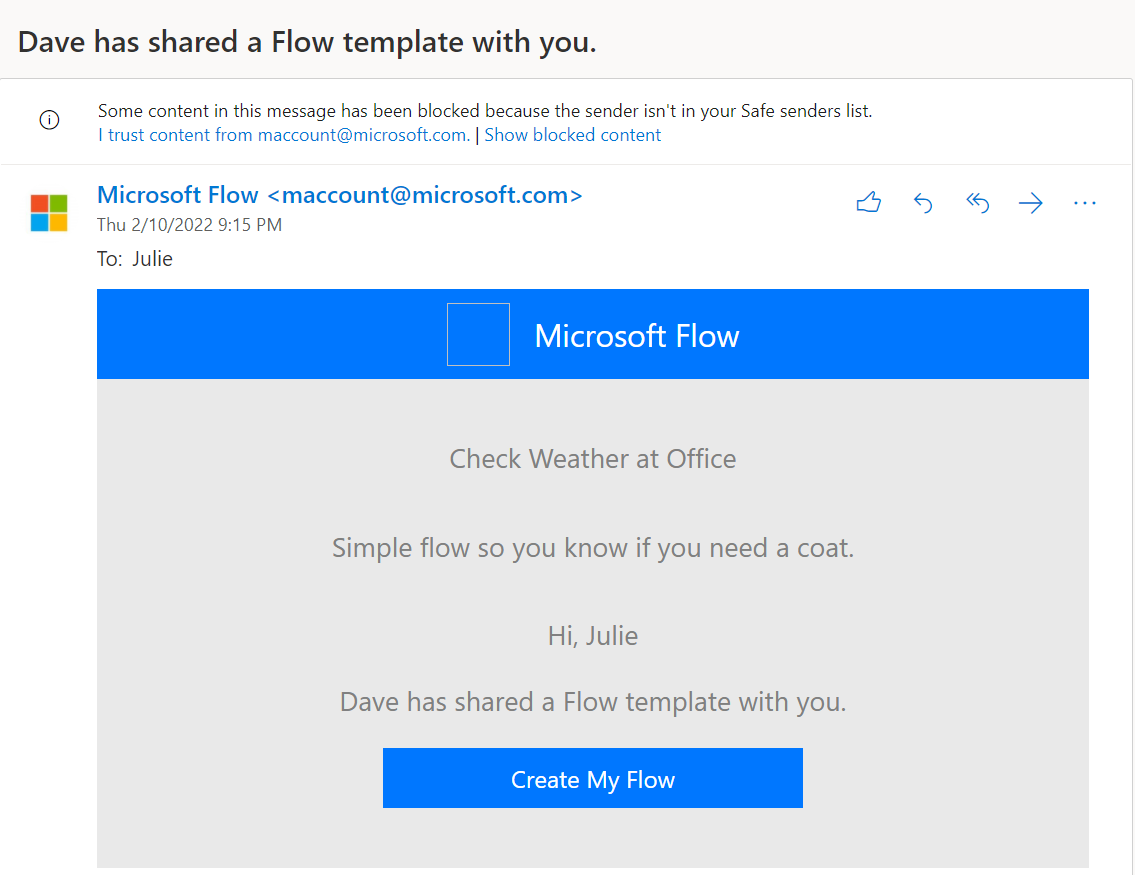 Dave has shared a Flow template with you.
Some content in this message has been blocked because the sender isn't in your Safe senders list.
I trust content from maccount@microsoft.com. | Show blocked content
Microsoft Flow <maccount@microsoft.com>
Thu 2/10/2022 9:15 PM
To: Julie
Microsoft Flow
Check Weather at Office
Simple flow so you know if you need a coat.
Hi, Julie
Dave has shared a Flow template with you.
Create My Flow